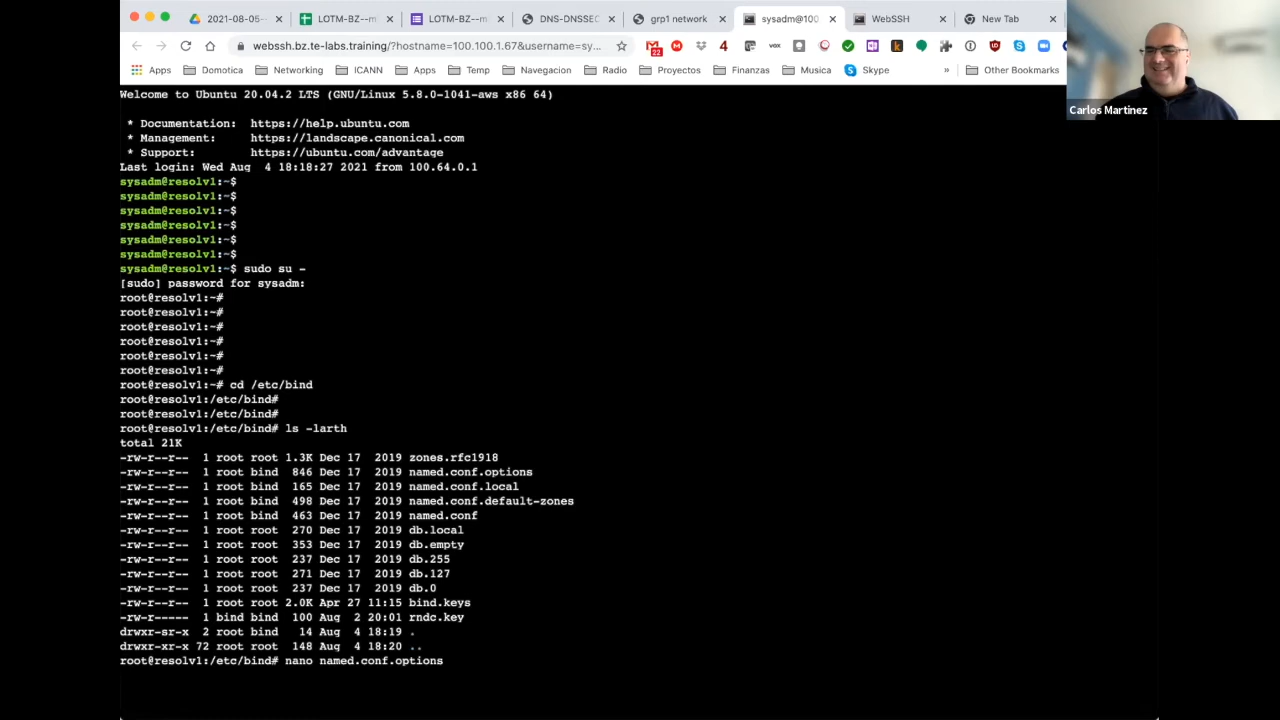 2021-08-05--
LOTM-BZ--m
LOTM-BZ--m
DNS-DNSSEC
grp1 network
sysadm@100
WebSSH
New Tab
webssh.bz.te-labs.training/?hostname=100.100.1.67&username=sy...
22
4
vox
Apps
Domotica
Networking
ICANN
Apps
Temp
Navegacion
Radio
Proyectos
Finanzas
Musica
Skype
»
Other Bookmarks
Carlos Martinez
Welcome to Ubuntu 20.04.2 LTS (GNU/Linux 5.8.0-1041-aws x86 64)
* Documentation: https://help.ubuntu.com
* Management: https://landscape.canonical.com
* Support: https://ubuntu.com/advantage
Last login: Wed Aug 4 18:18:27 2021 from 100.64.0.1
sysadm@resolv1:~$
sysadm@resolv1:~$
sysadm@resolv1:~$
sysadm@resolv1:~$
sysadm@resolv1:~$
sysadm@resolv1:~$
sysadm@resolv1:~$ sudo su -
[sudo] password for sysadm:
root@resolv1:~#
root@resolv1:~#
root@resolv1:~#
root@resolv1:~#
root@resolv1:~#
root@resolv1:~#
root@resolv1:~# cd /etc/bind
root@resolv1:/etc/bind#
root@resolv1:/etc/bind#
root@resolv1:/etc/bind# ls -larth
total 21K
-rw-r--r-- 1 root root 1.3K Dec 17 2019 zones.rfc1918
-rw-r--r-- 1 root bind 846 Dec 17 2019 named.conf.options
-rw-r--r-- 1 root bind 165 Dec 17 2019 named.conf.local
-rw-r--r-- 1 root bind 498 Dec 17 2019 named.conf.default-zones
-rw-r--r-- 1 root bind 463 Dec 17 2019 named.conf
-rw-r--r-- 1 root root 270 Dec 17 2019 db.local
-rw-r--r-- 1 root root 353 Dec 17 2019 db.empty
-rw-r--r-- 1 root root 237 Dec 17 2019 db.255
-rw-r--r-- 1 root root 271 Dec 17 2019 db.127
-rw-r--r-- 1 root root 237 Dec 17 2019 db.0
-rw-r--r-- 1 root root 2.0K Apr 27 11:15 bind.keys
-rw-r----- 1 bind bind 100 Aug 2 20:01 rndc.key
drwxr-sr-x 2 root bind 14 Aug 4 18:19 .
drwxr-xr-x 72 root root 148 Aug 4 18:20 ..
root@resolv1:/etc/bind# nano named.conf.options